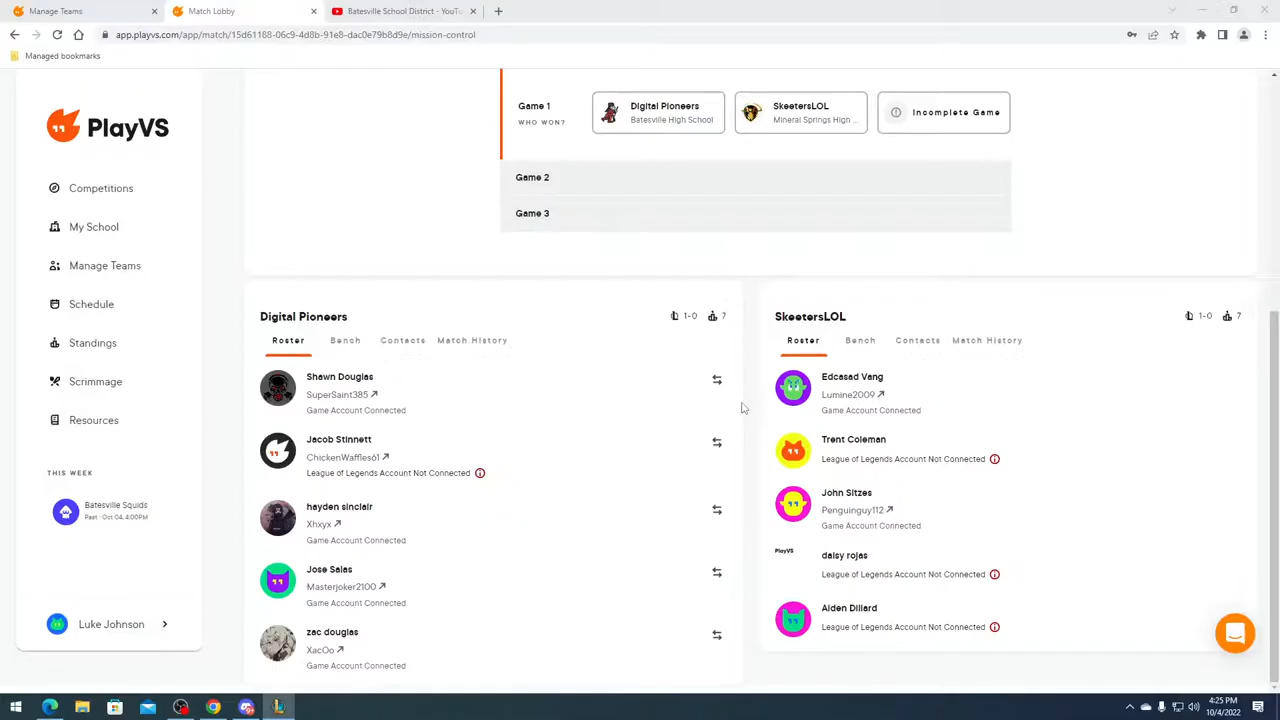 Manage Teams
Match Lobby
Batesville School District - YouTu
app.playvs.com/app/match/15d61188-06c9-4d8b-91e8-dac0e79b8d9e/mission-control
Managed bookmarks
PlayVS
Competitions
My School
Manage Teams
Schedule
Standings
Scrimmage
Resources
THIS WEEK
Batesville Squids
Past · Oct 04, 4:00PM
Luke Johnson
Game 1
WHO WON?
Digital Pioneers
Batesville High School
SkeetersLOL
Mineral Springs High ...
Incomplete Game
Game 2
Game 3
Digital Pioneers
1-0
7
Roster
Bench
Contacts
Match History
Shawn Douglas
SuperSaint385
Game Account Connected
Jacob Stinnett
ChickenWaffles61
League of Legends Account Not Connected
hayden sinclair
Xhxyx
Game Account Connected
Jose Salas
Masterjoker2100
Game Account Connected
zac douglas
XacOo
Game Account Connected
SkeetersLOL
1-0
7
Roster
Bench
Contacts
Match History
Edcasad Vang
Lumine2009
Game Account Connected
Trent Coleman
League of Legends Account Not Connected
John Sitzes
Penguinguy112
Game Account Connected
PlayVS
daisy rojas
League of Legends Account Not Connected
Aiden Dillard
League of Legends Account Not Connected
4:25 PM
10/4/2022